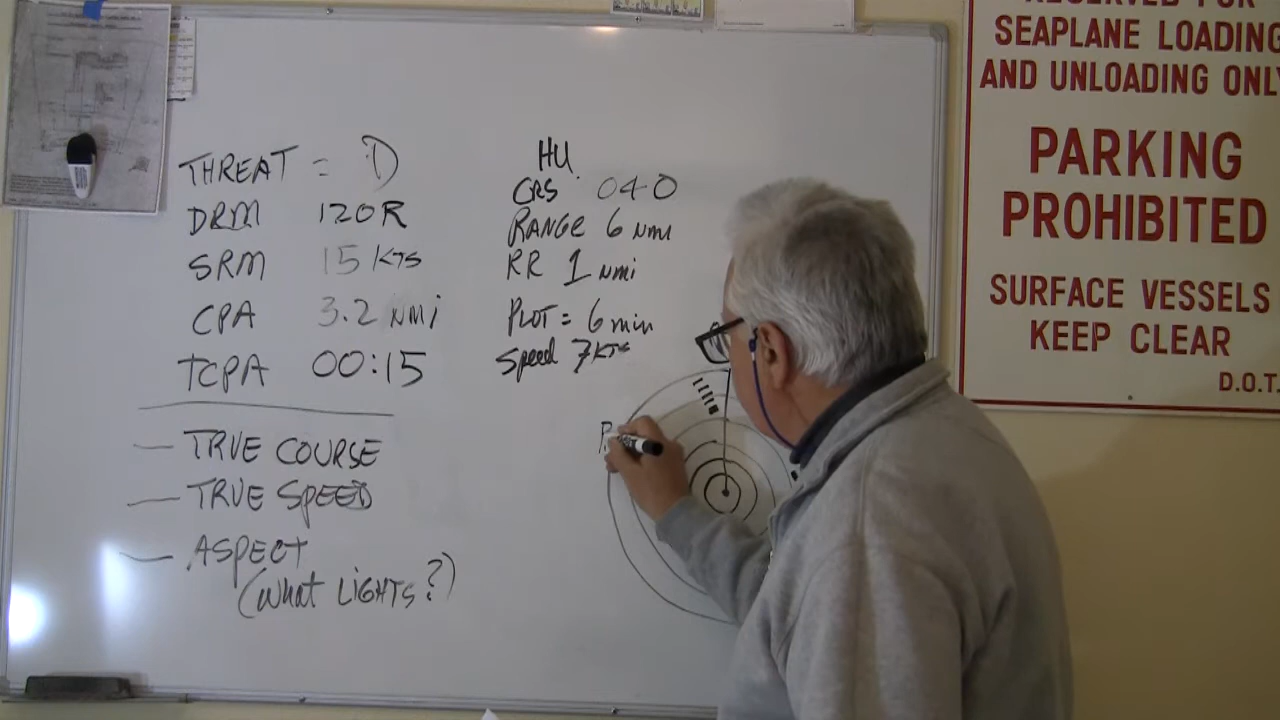 THREAT = D
DRM 120R
SRM 15 KTS
CPA 3.2 NMi
TCPA 00:15
— TRUE COURSE
— TRUE SPEED
— ASPECT
(What LIGHTS?)
HU
CRS 040
RANGE 6 NMI
RR 1 NMi
PLOT = 6 min
Speed 7 KTS
RESERVED FOR
SEAPLANE LOADING
AND UNLOADING ONLY
PARKING
PROHIBITED
SURFACE VESSELS
KEEP CLEAR
D.O.T.